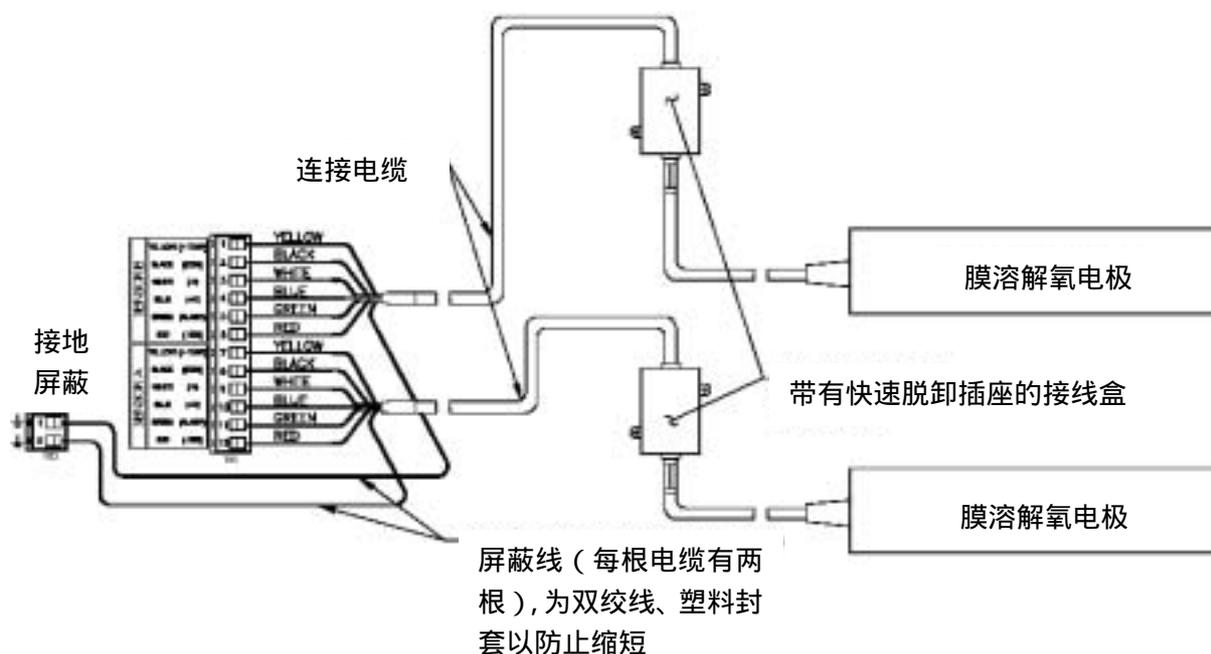 连接电缆
YELLOW
BLACK
WHITE
BLUE
GREEN
RED
YELLOW
BLACK
WHITE
BLUE
GREEN
RED
接地
屏蔽
膜溶解氧电极
带有快速脱卸插座的接线盒
膜溶解氧电极
屏蔽线（每根电缆有两
根），为双绞线、塑料封
套以防止缩短